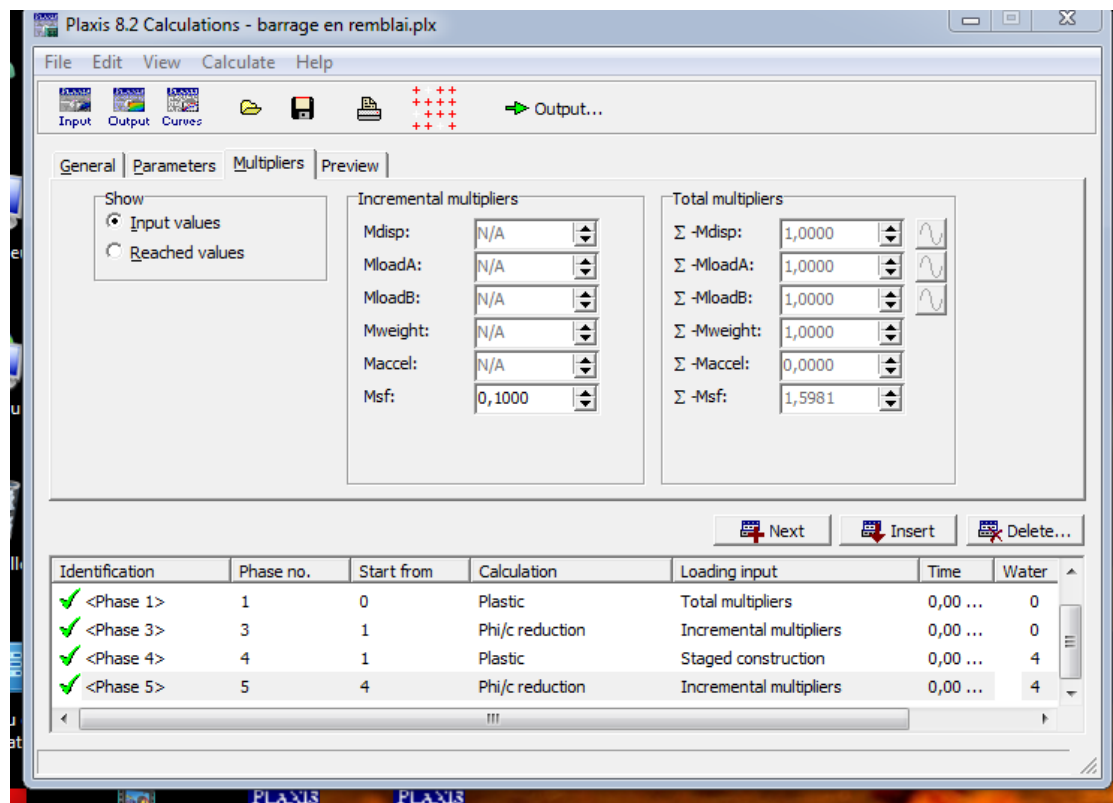 Plaxis 8.2 Calculations - barrage en remblai.plx
File Edit View Calculate Help
Input Output Curves Output...
General Parameters Multipliers Preview
Show
Input values
Reached values
Incremental multipliers
Mdisp: N/A
MloadA: N/A
MloadB: N/A
Mweight: N/A
Maccel: N/A
Msf: 0,1000
Total multipliers
Σ -Mdisp: 1,0000
Σ -MloadA: 1,0000
Σ -MloadB: 1,0000
Σ -Mweight: 1,0000
Σ -Maccel: 0,0000
Σ -Msf: 1,5981
Next Insert Delete...
Identification Phase no. Start from Calculation Loading input Time Water
<Phase 1> 1 0 Plastic Total multipliers 0,00 ... 0
<Phase 3> 3 1 Phi/c reduction Incremental multipliers 0,00 ... 0
<Phase 4> 4 1 Plastic Staged construction 0,00 ... 4
<Phase 5> 5 4 Phi/c reduction Incremental multipliers 0,00 ... 4
PLAXIS PLAXIS